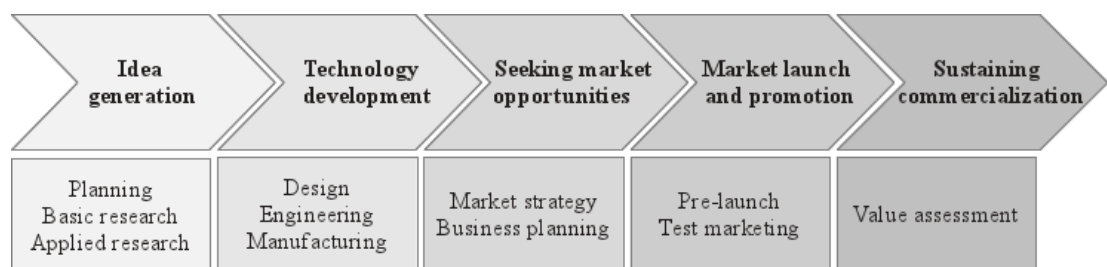 Idea
generation
Technology
development
Seeking market
opportunities
Market launch
and promotion
Sustaining
commercialization
Planning
Basic research
Applied research
Design
Engineering
Manufacturing
Market strategy
Business planning
Pre-launch
Test marketing
Value assessment